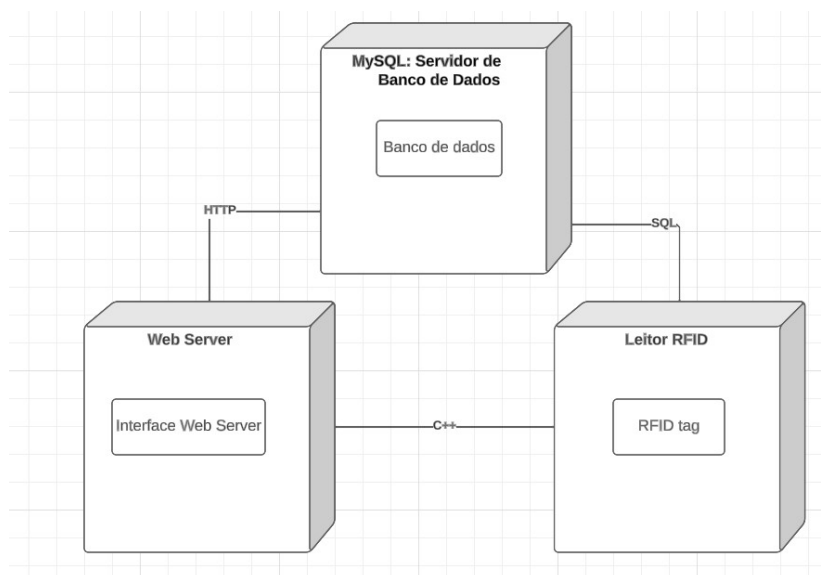 MySQL: Servidor de
Banco de Dados
Banco de dados
HTTP
SQL
Web Server
Leitor RFID
Interface Web Server
C++
RFID tag